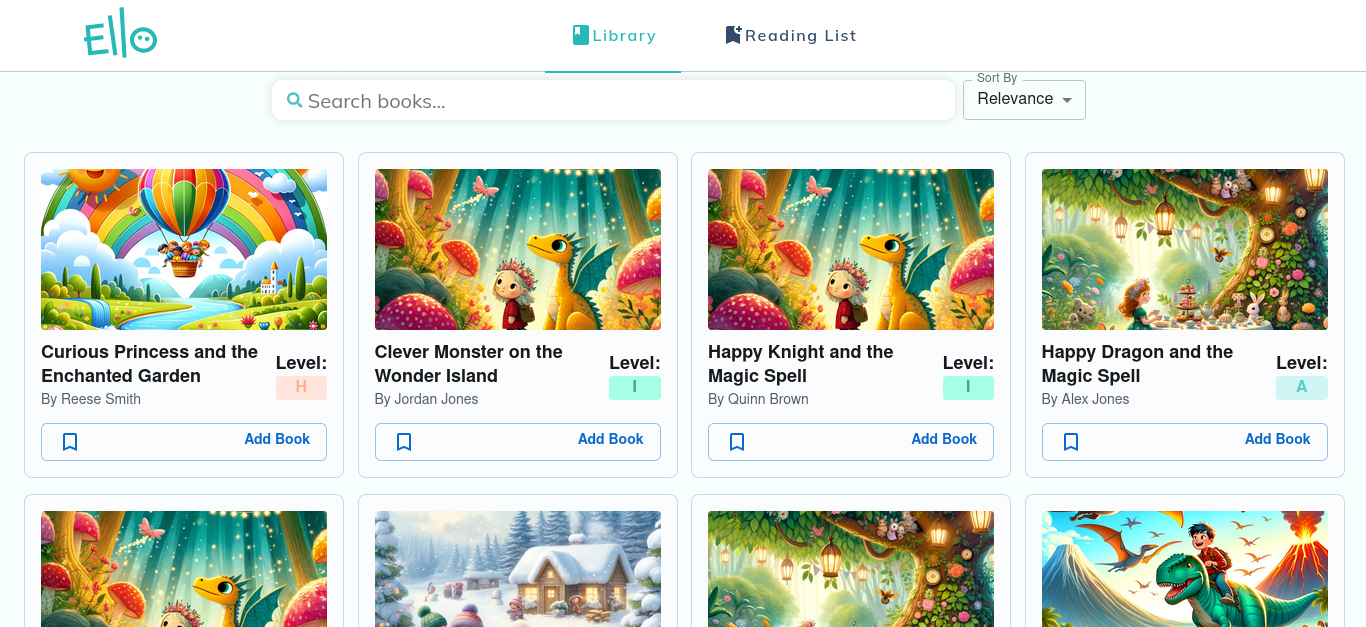 Ello
Library
Reading List
Search books...
Sort By
Relevance
Curious Princess and the
Enchanted Garden
By Reese Smith
Level:
H
Add Book
Clever Monster on the
Wonder Island
By Jordan Jones
Level:
I
Add Book
Happy Knight and the
Magic Spell
By Quinn Brown
Level:
I
Add Book
Happy Dragon and the
Magic Spell
By Alex Jones
Level:
A
Add Book